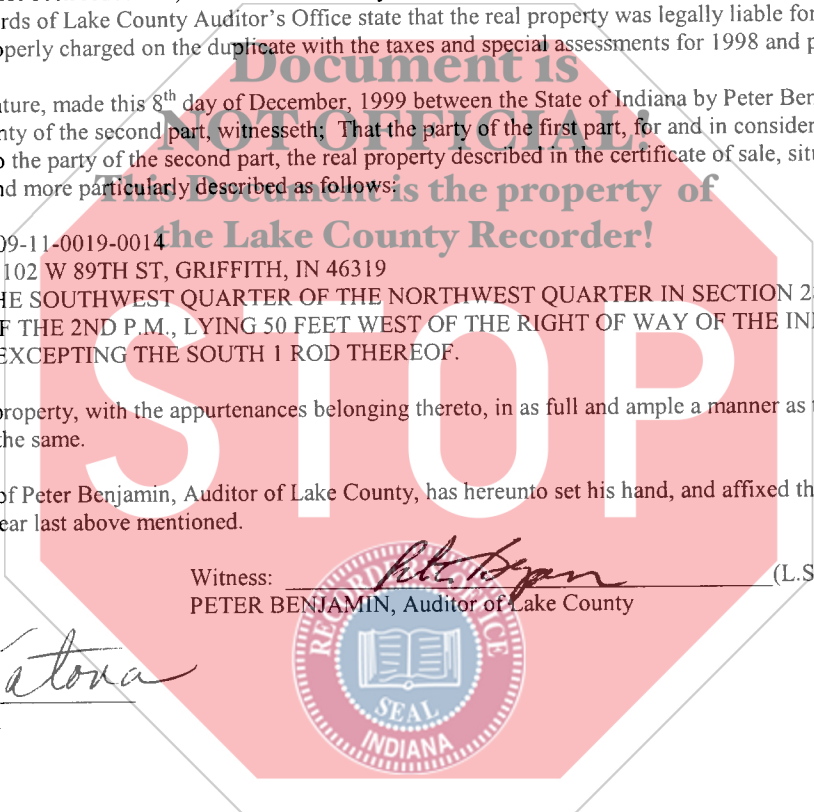 rds of Lake County Auditor's Office state that the real property was legally liable for
operly charged on the duplicate with the taxes and special assessments for 1998 and p
Document is
ture, made this 8th day of December, 1999 between the State of Indiana by Peter Ben
NOT OFFICIAL!
nty of the second part, witnesseth; That the party of the first part, for and in consider
o the party of the second part, the real property described in the certificate of sale, situ
nd more particularly described as follows:
This Document is the property of
the Lake County Recorder!
09-11-0019-0014
102 W 89TH ST, GRIFFITH, IN 46319
HE SOUTHWEST QUARTER OF THE NORTHWEST QUARTER IN SECTION 2
F THE 2ND P.M., LYING 50 FEET WEST OF THE RIGHT OF WAY OF THE IN
EXCEPTING THE SOUTH 1 ROD THEREOF.
STOP
property, with the appurtenances belonging thereto, in as full and ample a manner as t
the same.
of Peter Benjamin, Auditor of Lake County, has hereunto set his hand, and affixed th
ear last above mentioned.
Witness: (L.S
PETER BENJAMIN, Auditor of Lake County
RECORDER'S OFFICE
SEAL
INDIANA
atona